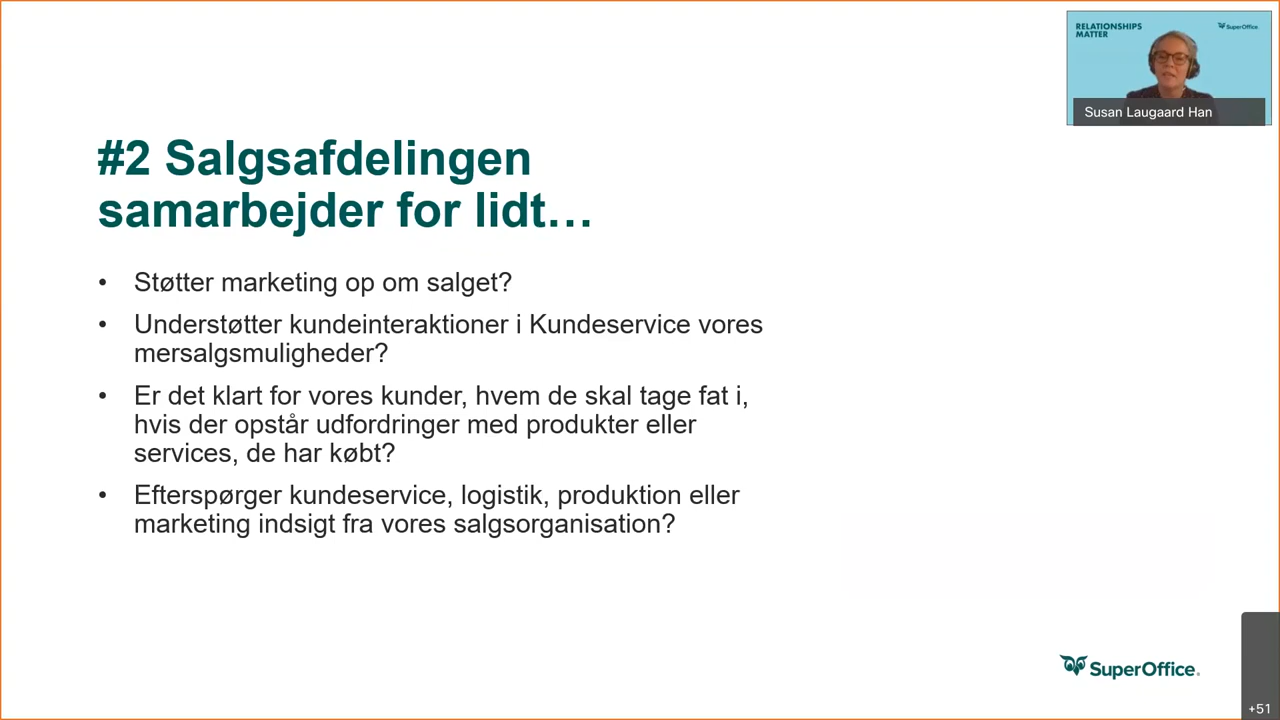 RELATIONSHIPS
MATTER
SuperOffice
Susan Laugaard Han
#2 Salgsafdelingen
samarbejder for lidt…
• Støtter marketing op om salget?
• Understøtter kundeinteraktioner i Kundeservice vores
mersalgsmuligheder?
• Er det klart for vores kunder, hvem de skal tage fat i,
hvis der opstår udfordringer med produkter eller
services, de har købt?
• Efterspørger kundeservice, logistik, produktion eller
marketing indsigt fra vores salgsorganisation?
SuperOffice.
+51